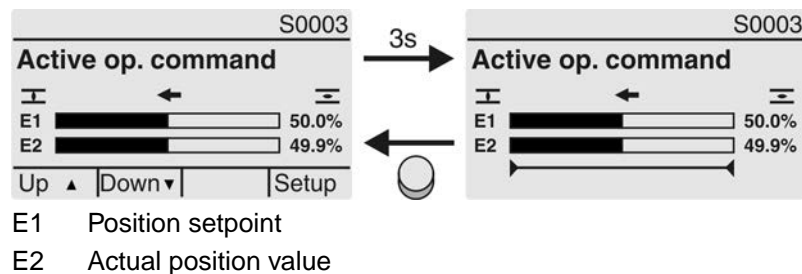 S0003
Active op. command
E1 50.0%
E2 49.9%
Up ▲ Down ▼ Setup
3s
S0003
Active op. command
E1 50.0%
E2 49.9%
E1 Position setpoint
E2 Actual position value